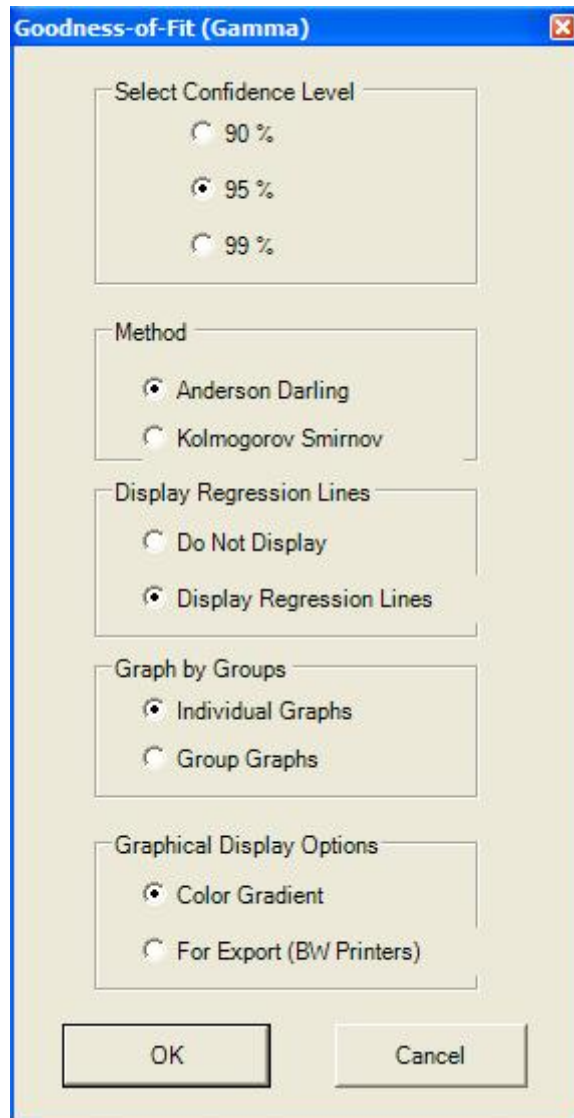 Goodness-of-Fit (Gamma)
Select Confidence Level
90 %
95 %
99 %
Method
Anderson Darling
Kolmogorov Smirnov
Display Regression Lines
Do Not Display
Display Regression Lines
Graph by Groups
Individual Graphs
Group Graphs
Graphical Display Options
Color Gradient
For Export (BW Printers)
OK
Cancel